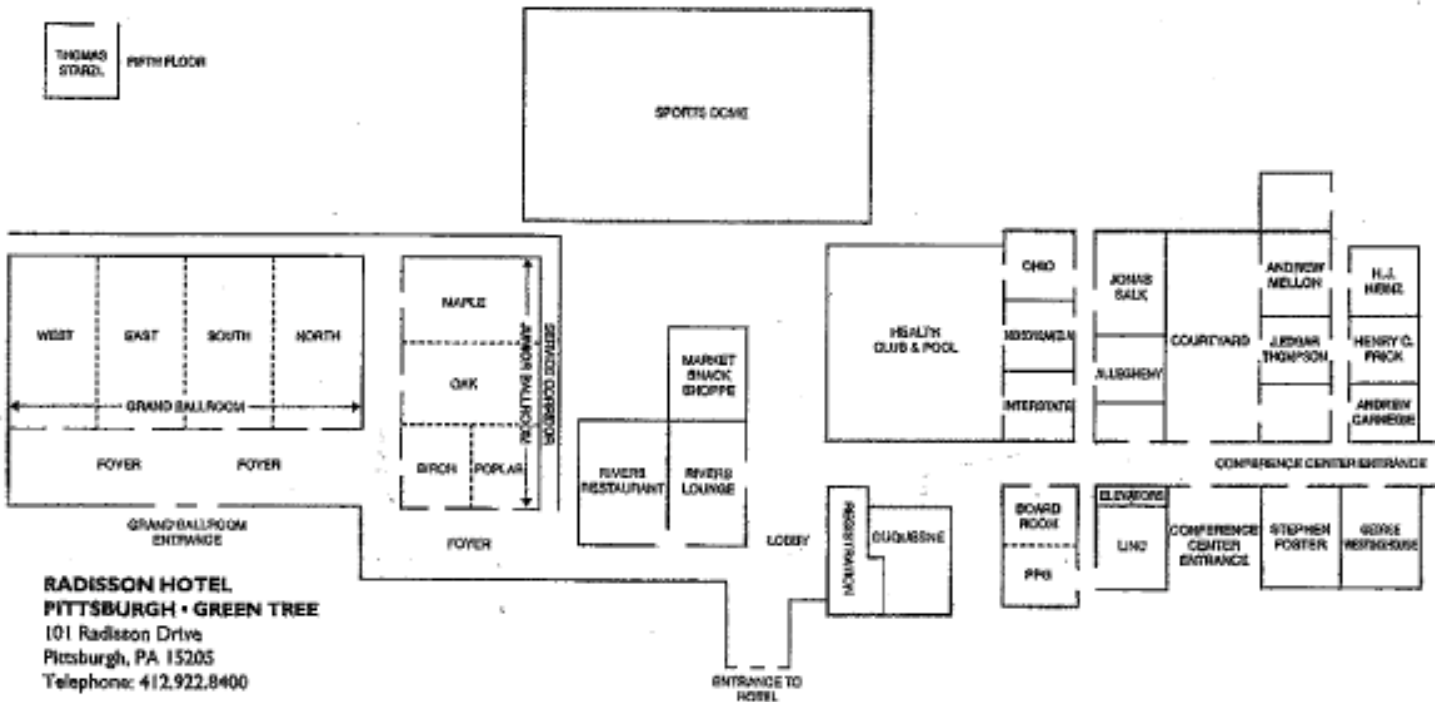 THOMAS
STARZL
FIFTH FLOOR
SPORTS DOME
WEST
EAST
SOUTH
NORTH
GRAND BALLROOM
FOYER
FOYER
GRAND BALLROOM
ENTRANCE
MAPLE
OAK
BIRCH
POPLAR
JUNIOR BALLROOM
SERVICE CORRIDOR
FOYER
MARKET
SNACK
SHOPPE
RIVERS
RESTAURANT
RIVERS
LOUNGE
LOBBY
REGISTRATION
DUQUESNE
ENTRANCE TO
HOTEL
HEALTH
CLUB & POOL
OHIO
INTERSTATE
JONAS
SALK
ALLEGHENY
COURTYARD
ANDREW
MELLON
J.EDGAR
THOMPSON
H.J.
HEINZ
HENRY C.
FRICK
ANDREW
CARNEGIE
CONFERENCE CENTER ENTRANCE
BOARD
ROOM
PPG
ELEVATORS
CONFERENCE
CENTER
ENTRANCE
STEPHEN
FOSTER
GEORGE
WESTINGHOUSE
RADISSON HOTEL
PITTSBURGH • GREEN TREE
101 Radisson Drive
Pittsburgh, PA 15205
Telephone: 412.922.8400